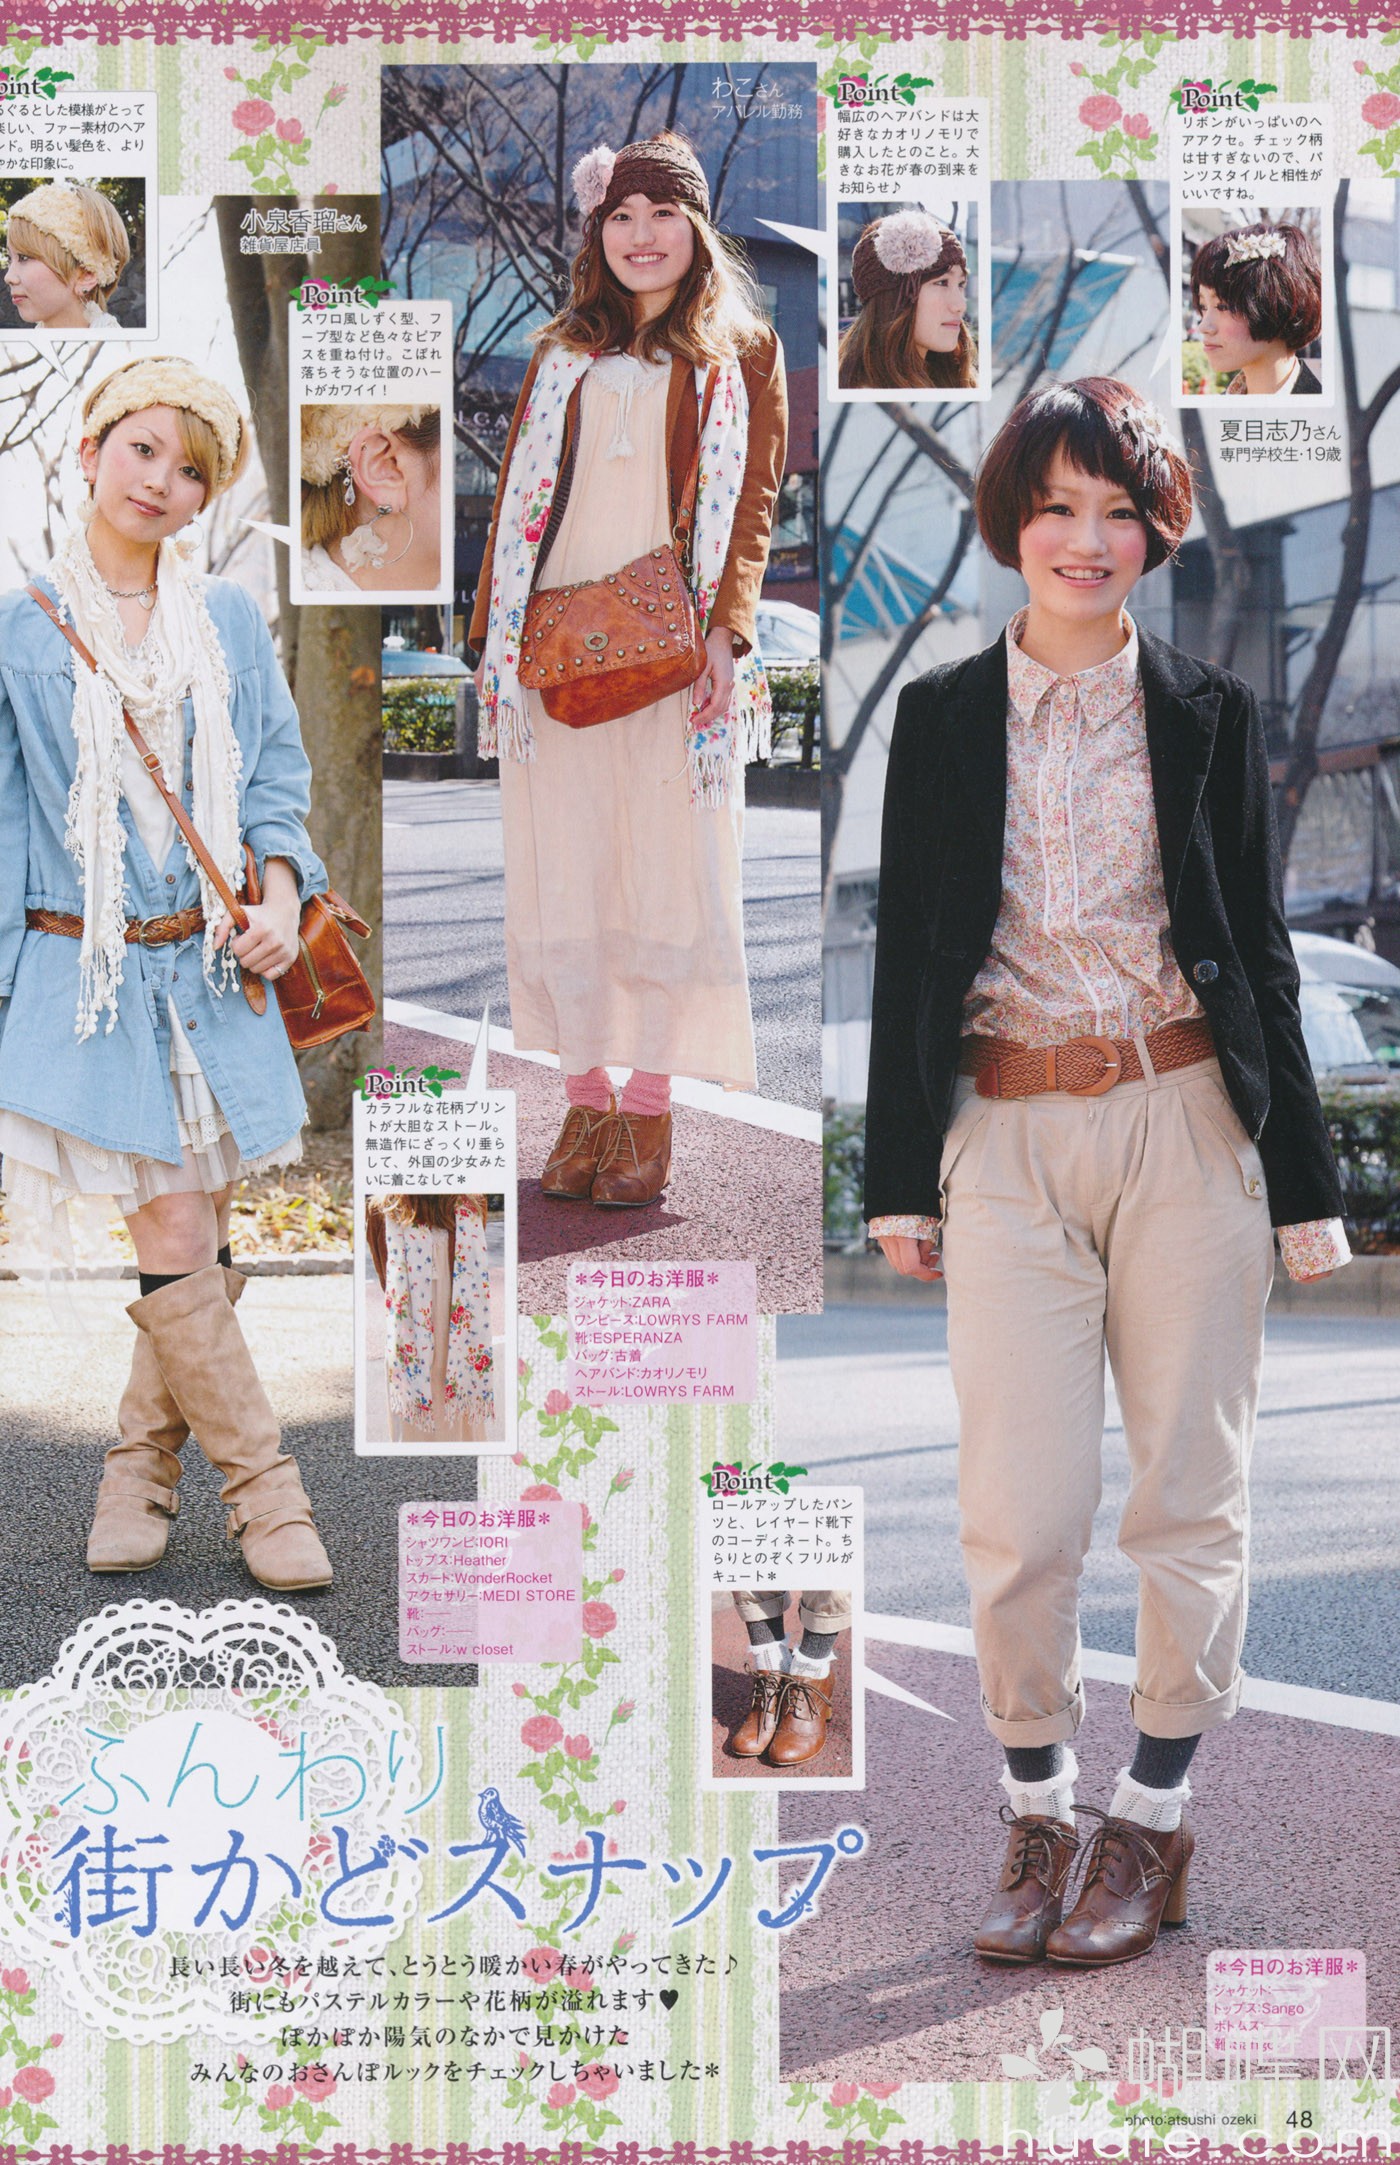 Point
るぐるとした模様がとって
楽しい、ファー素材のヘア
ンド。明るい髪色を、より
やかな印象に。
小泉香瑠さん
雑貨屋店員
Point
スワロ風しずく型、フ
ープ型など色々なピア
スを重ね付け。こぼれ
落ちそうな位置のハー
トがカワイイ！
わこさん
アパレル勤務
Point
幅広のヘアバンドは大
好きなカオリノモリで
購入したとのこと。大
きなお花が春の到来を
お知らせ♪
Point
リボンがいっぱいのヘ
アアクセ。チェック柄
は甘すぎないので、パ
ンツスタイルと相性が
いいですね。
夏目志乃さん
専門学校生・19歳
Point
カラフルな花柄プリン
トが大胆なストール。
無造作にざっくり垂ら
して、外国の少女みた
いに着こなして＊
＊今日のお洋服＊
ジャケット:ZARA
ワンピース:LOWRYS FARM
靴:ESPERANZA
バッグ:古着
ヘアバンド:カオリノモリ
ストール:LOWRYS FARM
＊今日のお洋服＊
シャツワンピ:IORI
トップス:Heather
スカート:WonderRocket
アクセサリー:MEDI STORE
靴:——
バッグ:——
ストール:w closet
Point
ロールアップしたパン
ツと、レイヤード靴下
のコーディネート。ち
らりとのぞくフリルが
キュート＊
＊今日のお洋服＊
ジャケット:——
トップス:Sango
ボトムス:——
靴
ふんわり
街かどスナップ
長い長い冬を越えて、とうとう暖かい春がやってきた♪
街にもパステルカラーや花柄が溢れます♥
ぽかぽか陽気のなかで見かけた
みんなのおさんぽルックをチェックしちゃいました＊
photo:atsushi ozeki
48
蝴蝶网
hudie.com